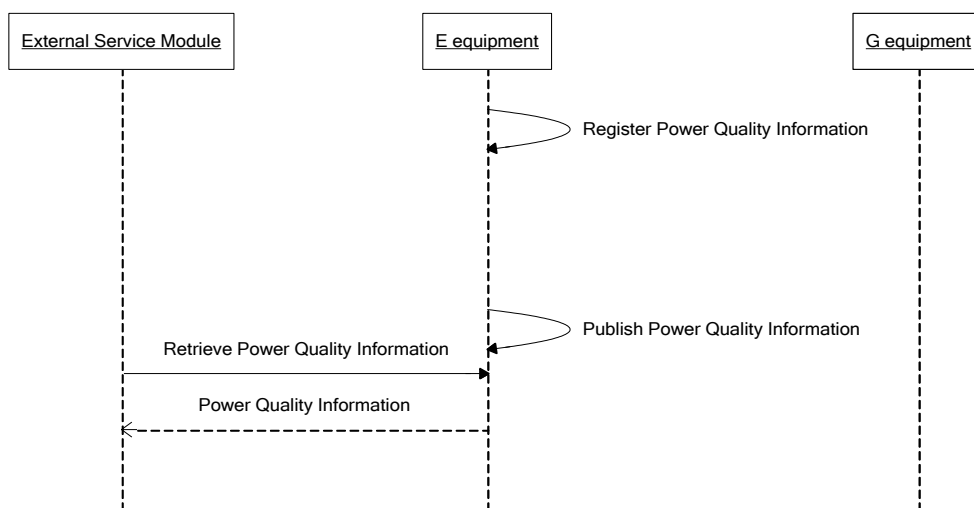 External Service Module
E equipment
G equipment
Register Power Quality Information
Publish Power Quality Information
Retrieve Power Quality Information
Power Quality Information